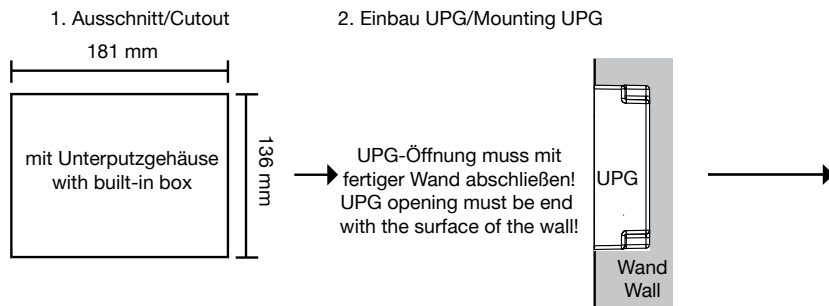 1. Ausschnitt/Cutout
181 mm
mit Unterputzgehäuse
with built-in box
136 mm
2. Einbau UPG/Mounting UPG
UPG-Öffnung muss mit
fertiger Wand abschließen!
UPG opening must be end
with the surface of the wall!
UPG
Wand
Wall